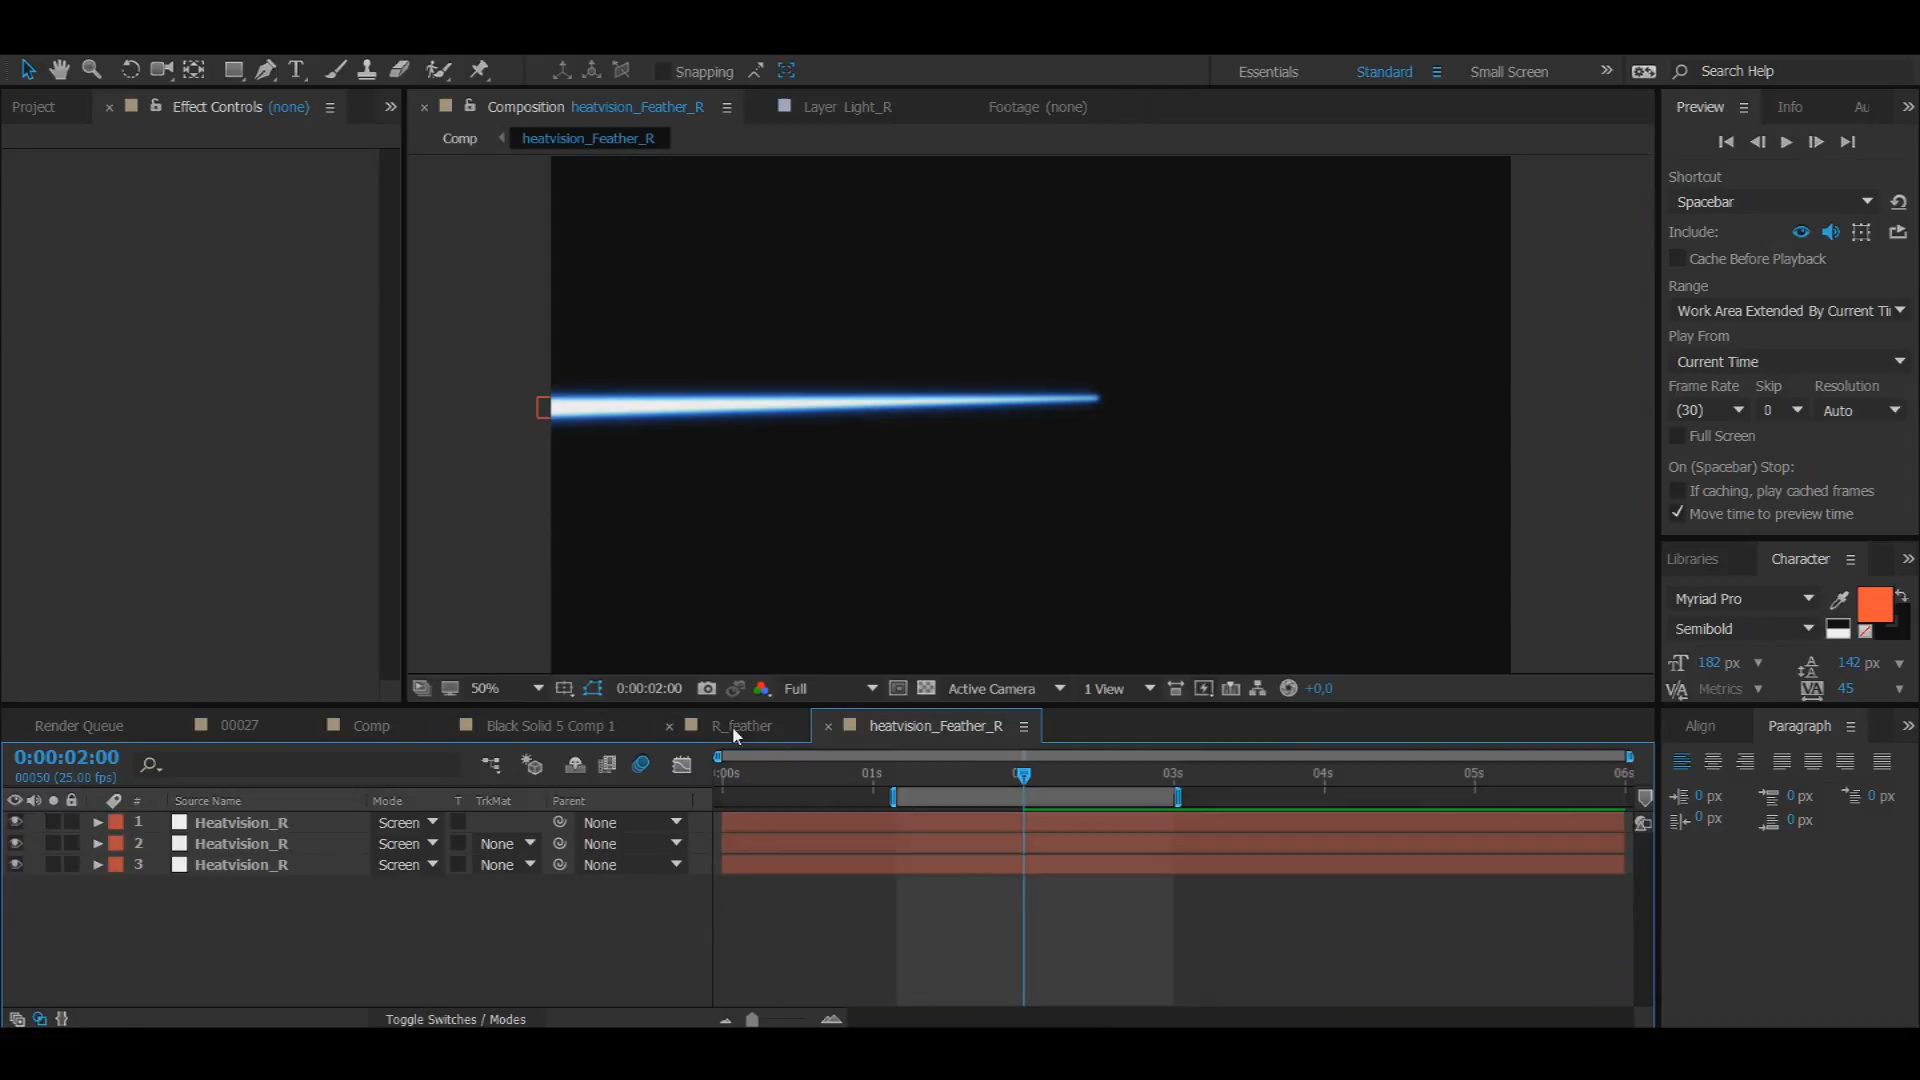 Snapping
Essentials
Standard
Small Screen
Search Help
Project
Effect Controls (none)
Composition heatvision_Feather_R
Layer Light_R
Footage (none)
Preview
Info
Au
Comp
heatvision_Feather_R
Shortcut
Spacebar
Include:
Cache Before Playback
Range
Work Area Extended By Current Ti
Play From
Current Time
Frame Rate
Skip
Resolution
(30)
0
Auto
Full Screen
On (Spacebar) Stop:
If caching, play cached frames
Move time to preview time
Libraries
Character
Myriad Pro
Semibold
182 px
142 px
Metrics
45
50%
0:00:02:00
Full
Active Camera
1 View
+0,0
Render Queue
00027
Comp
Black Solid 5 Comp 1
R_feather
heatvision_Feather_R
Align
Paragraph
0:00:02:00
00050 (25.00 fps)
:00s
01s
03s
04s
05s
06s
# Source Name
Mode
T TrkMat
Parent
1 Heatvision_R Screen None
2 Heatvision_R Screen None None
3 Heatvision_R Screen None None
0 px
0 px
0 px
0 px
0 px
Toggle Switches / Modes